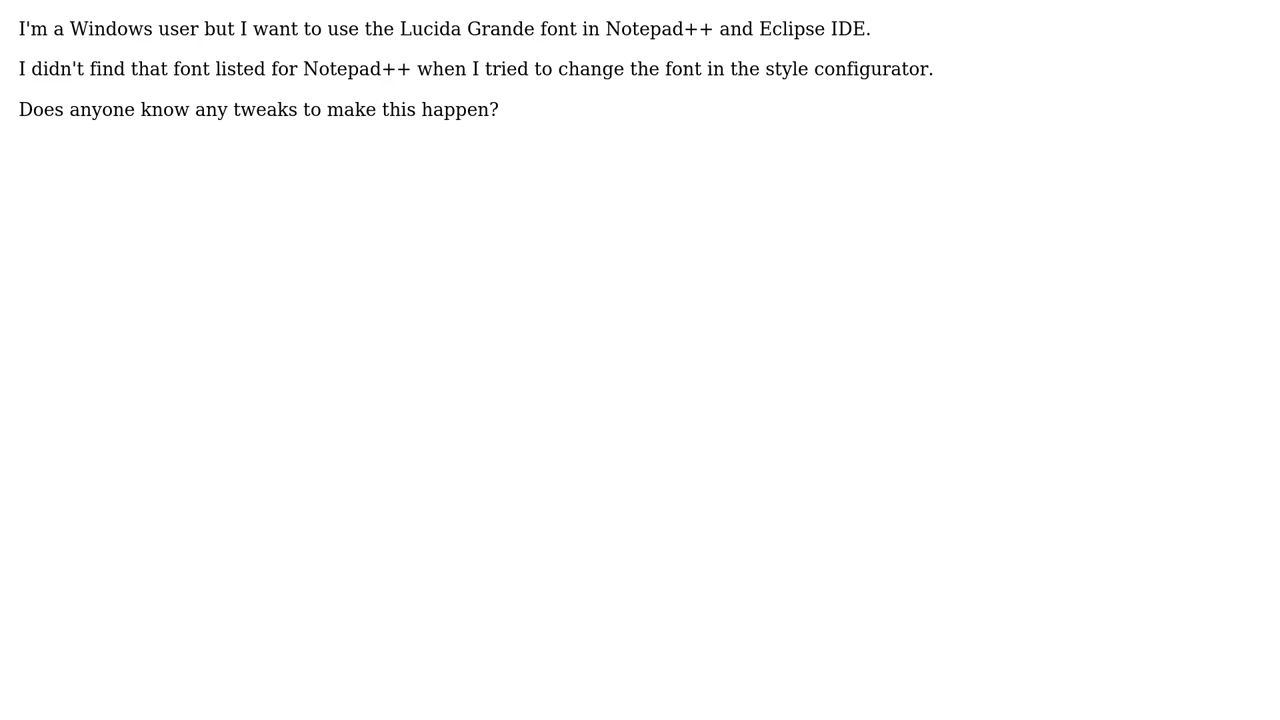 I'm a Windows user but I want to use the Lucida Grande font in Notepad++ and Eclipse IDE.
I didn't find that font listed for Notepad++ when I tried to change the font in the style configurator.
Does anyone know any tweaks to make this happen?